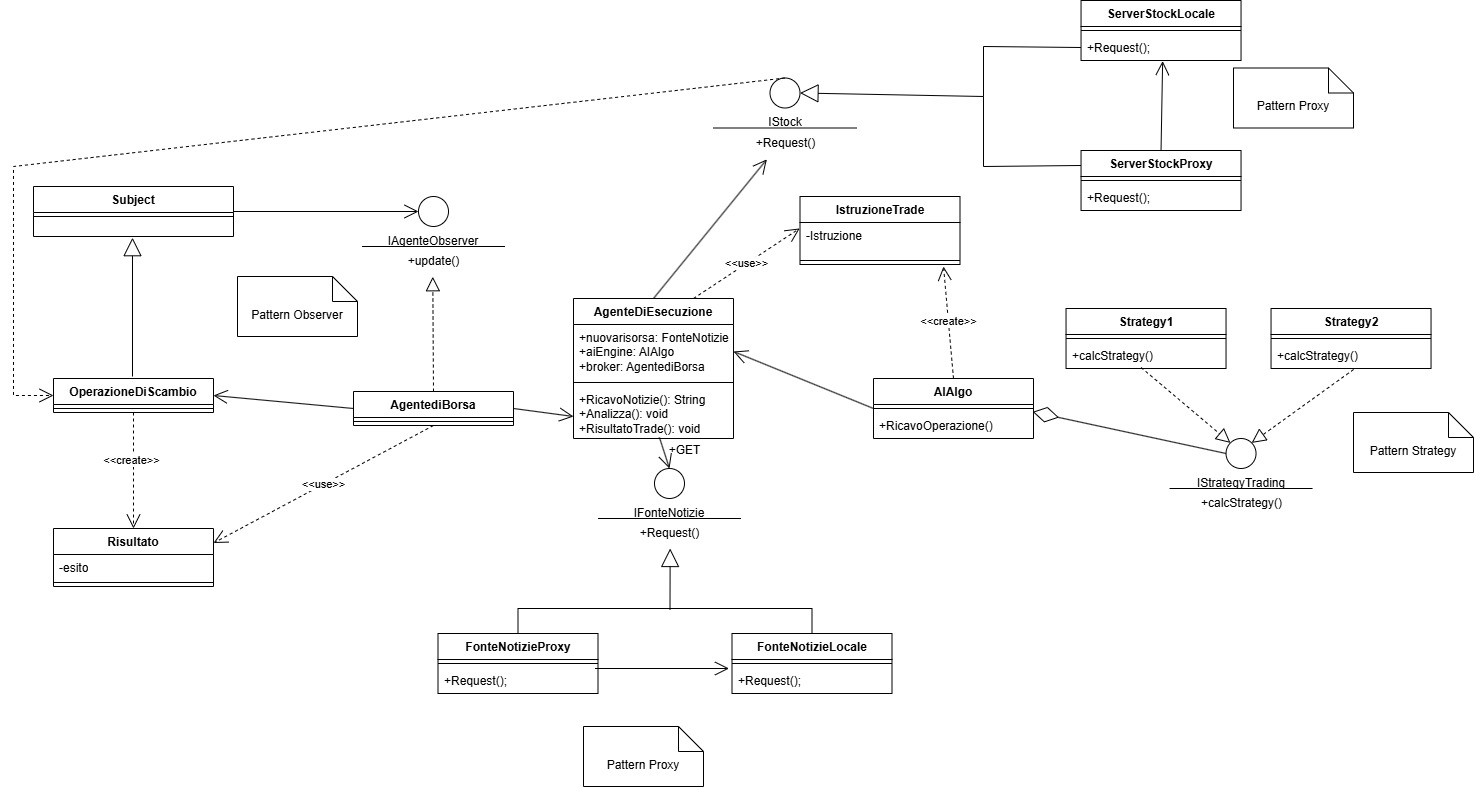 ServerStockLocale
+Request();
Pattern Proxy
IStock
+Request()
ServerStockProxy
+Request();
Subject
IAgenteObserver
+update()
IstruzioneTrade
-Istruzione
<<use>>
Pattern Observer
AgenteDiEsecuzione
+nuovarisorsa: FonteNotizie
+aiEngine: AIAlgo
+broker: AgentediBorsa
+RicavoNotizie(): String
+Analizza(): void
+RisultatoTrade(): void
<<create>>
Strategy1
+calcStrategy()
Strategy2
+calcStrategy()
OperazioneDiScambio
AgentediBorsa
AIAlgo
+RicavoOperazione()
Pattern Strategy
+GET
<<create>>
<<use>>
IStrategyTrading
+calcStrategy()
IFonteNotizie
+Request()
Risultato
-esito
FonteNotizieProxy
+Request();
FonteNotizieLocale
+Request();
Pattern Proxy